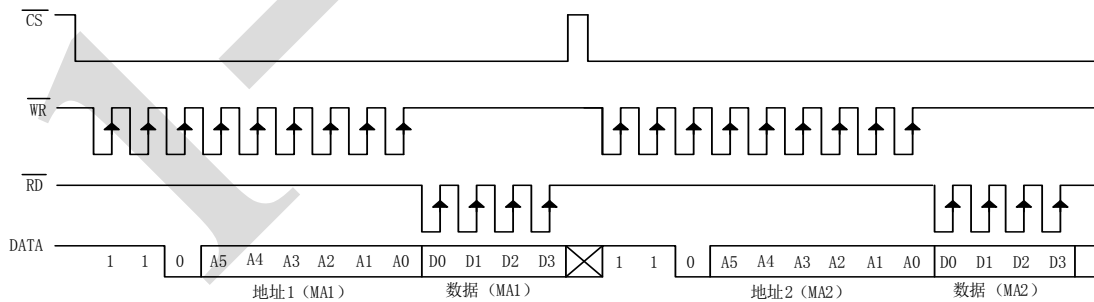 CS
WR
RD
DATA 1 1 0 A5 A4 A3 A2 A1 A0 D0 D1 D2 D3 1 1 0 A5 A4 A3 A2 A1 A0 D0 D1 D2 D3
地址1（MA1） 数据（MA1） 地址2（MA2） 数据（MA2）